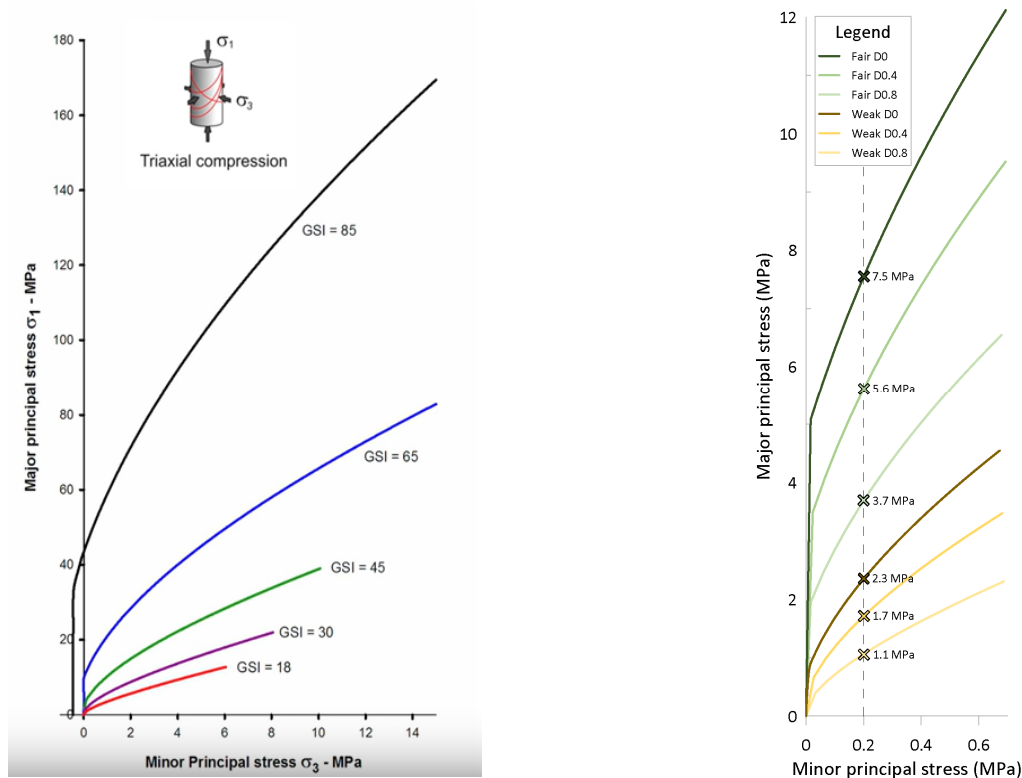 180
160
140
120
100
80
60
40
20
0
0 2 4 6 8 10 12 14
Major principal stress σ1 - MPa
Minor Principal stress σ3 - MPa
σ1
σ3
Triaxial compression
GSI = 85
GSI = 65
GSI = 45
GSI = 30
GSI = 18
12
10
8
6
4
2
0
0 0.2 0.4 0.6
Major principal stress (MPa)
Minor principal stress (MPa)
Legend
Fair D0
Fair D0.4
Fair D0.8
Weak D0
Weak D0.4
Weak D0.8
7.5 MPa
5.6 MPa
3.7 MPa
2.3 MPa
1.7 MPa
1.1 MPa